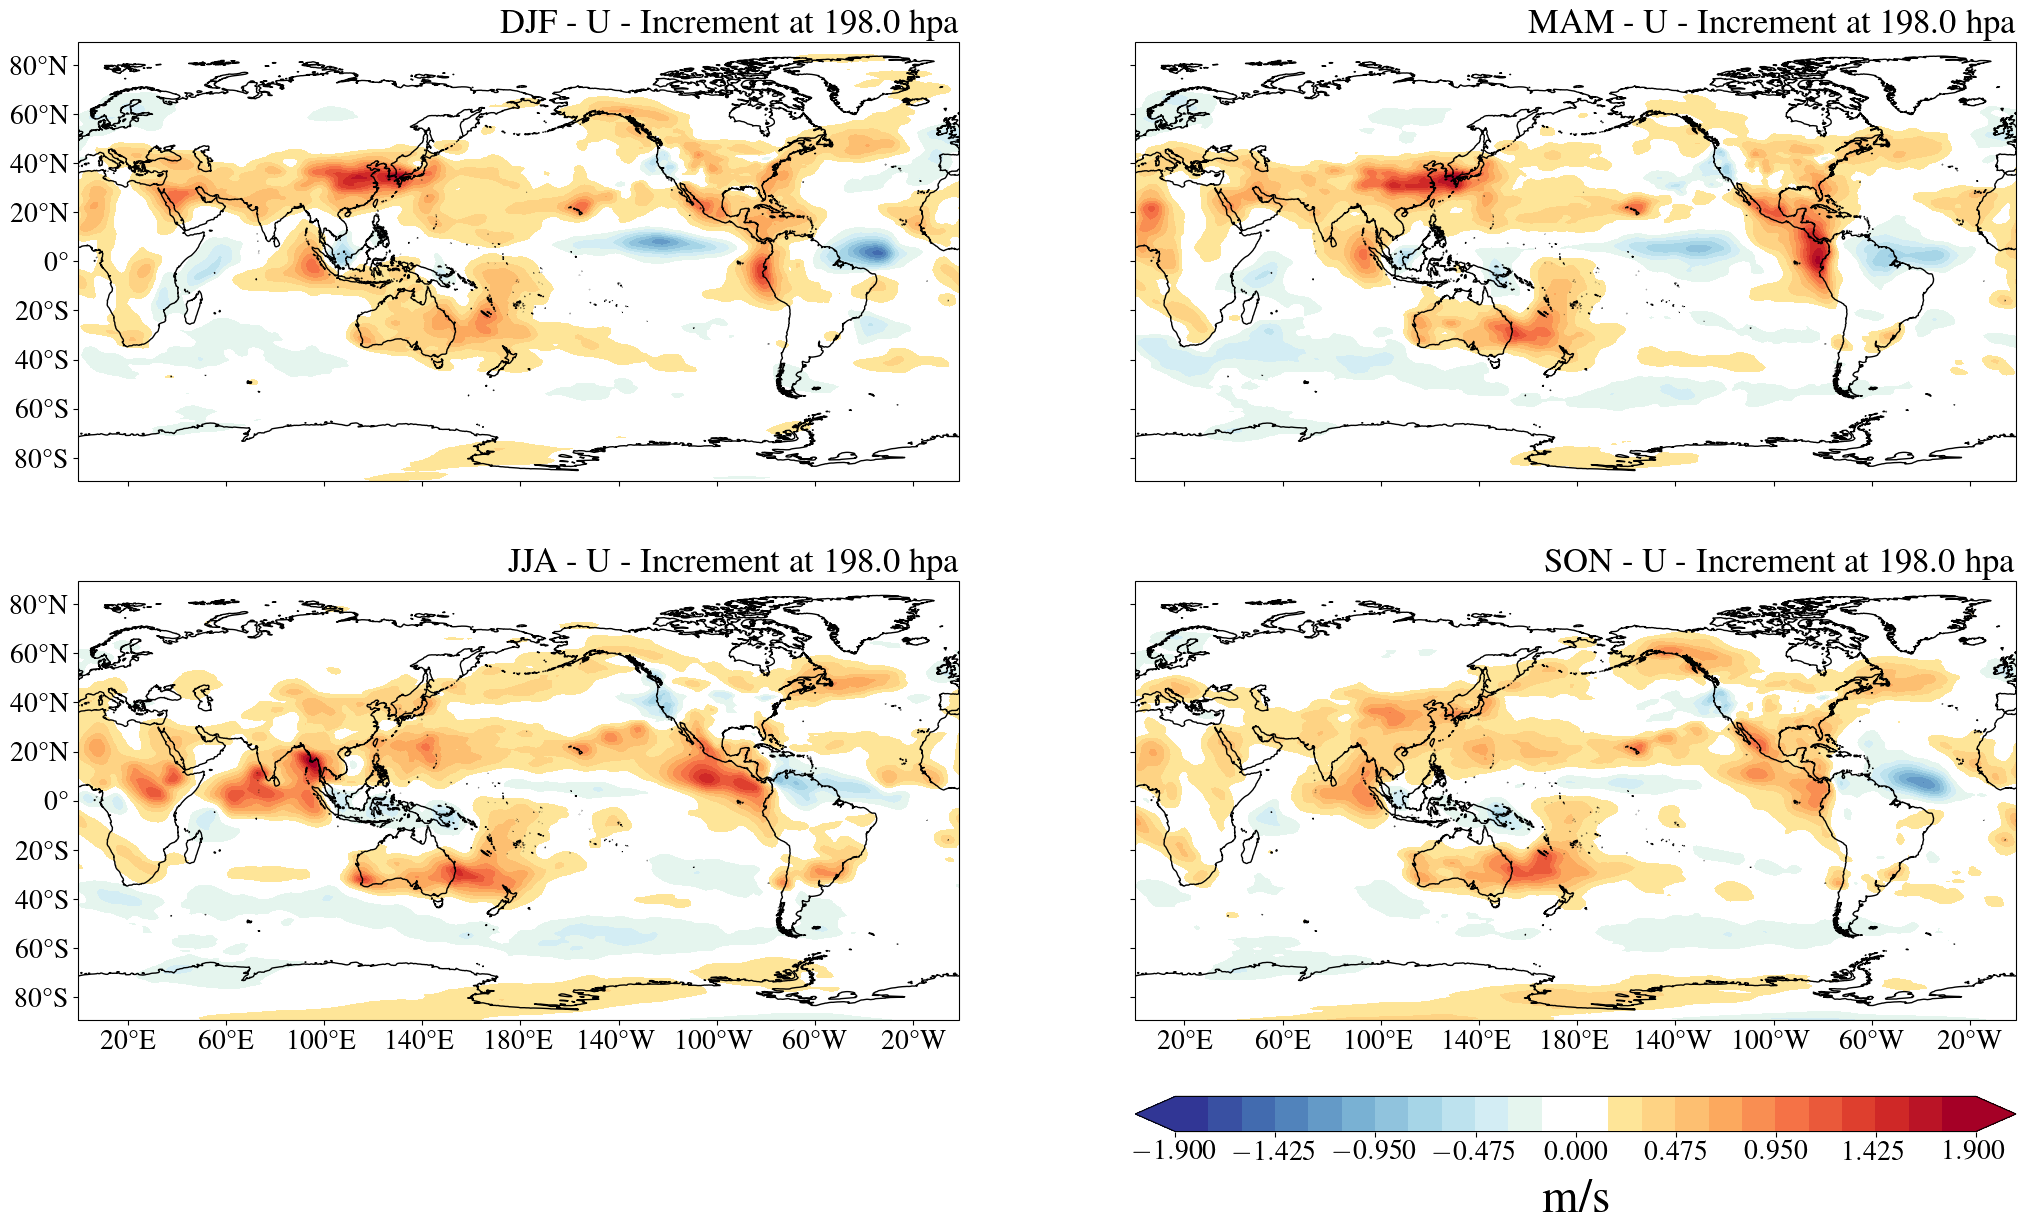 DJF - U - Increment at 198.0 hpa
MAM - U - Increment at 198.0 hpa
80°N
60°N
40°N
20°N
0°
20°S
40°S
60°S
80°S
JJA - U - Increment at 198.0 hpa
SON - U - Increment at 198.0 hpa
80°N
60°N
40°N
20°N
0°
20°S
40°S
60°S
80°S
20°E 60°E 100°E 140°E 180°E 140°W 100°W 60°W 20°W
20°E 60°E 100°E 140°E 180°E 140°W 100°W 60°W 20°W
−1.900 −1.425 −0.950 −0.475 0.000 0.475 0.950 1.425 1.900
m/s